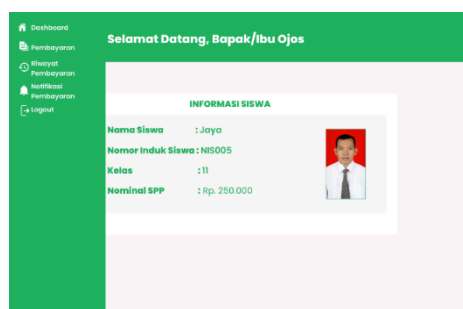 Dashboard
Selamat Datang, Bapak/Ibu Ojos
Pembayaran
Riwayat
Pembayaran
Notifikasi
Pembayaran
Logout
INFORMASI SISWA
Nama Siswa : Jaya
Nomor Induk Siswa : NIS005
Kelas : 11
Nominal SPP : Rp. 250.000